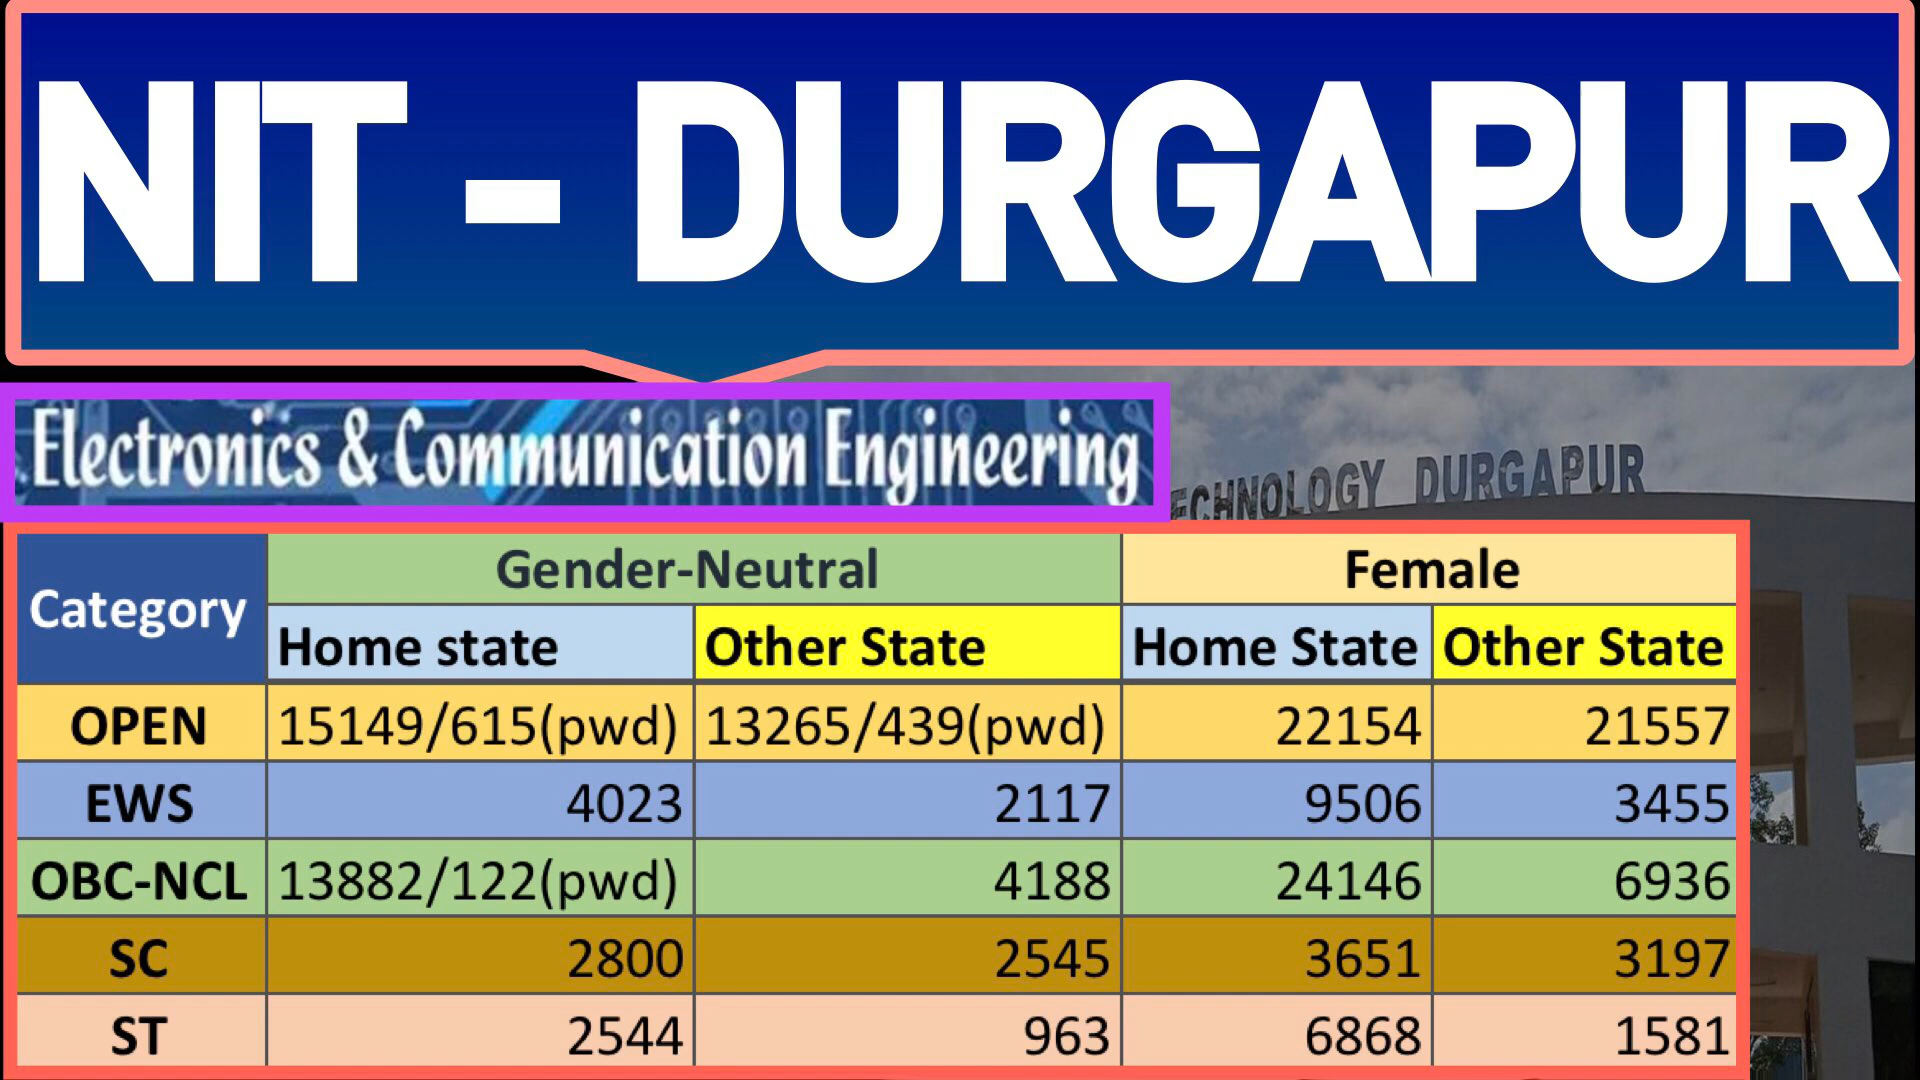 NIT - DURGAPUR
Electronics & Communication Engineering
ECHNOLOGY DURGAPUR
Category Gender-Neutral Female
Home state Other State Home State Other State
OPEN 15149/615(pwd) 13265/439(pwd) 22154 21557
EWS 4023 2117 9506 3455
OBC-NCL 13882/122(pwd) 4188 24146 6936
SC 2800 2545 3651 3197
ST 2544 963 6868 1581